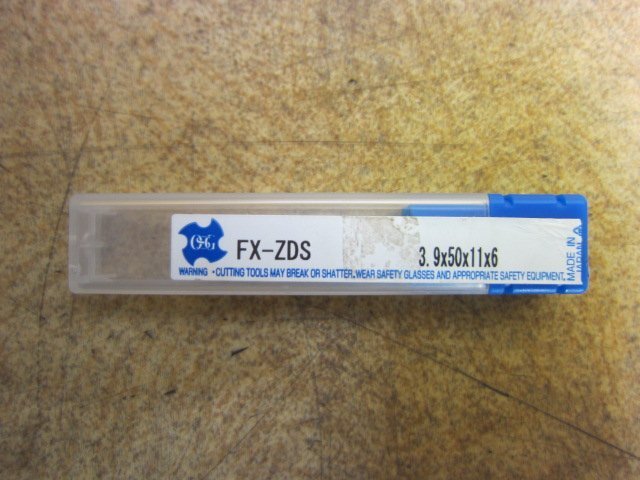 OSG
FX-ZDS
3.9x50x11x6
WARNING ・CUTTING TOOLS MAY BREAK OR SHATTER. WEAR SAFETY GLASSES AND APPROPRIATE SAFETY EQUIPMENT.
MADE IN
JAPAN